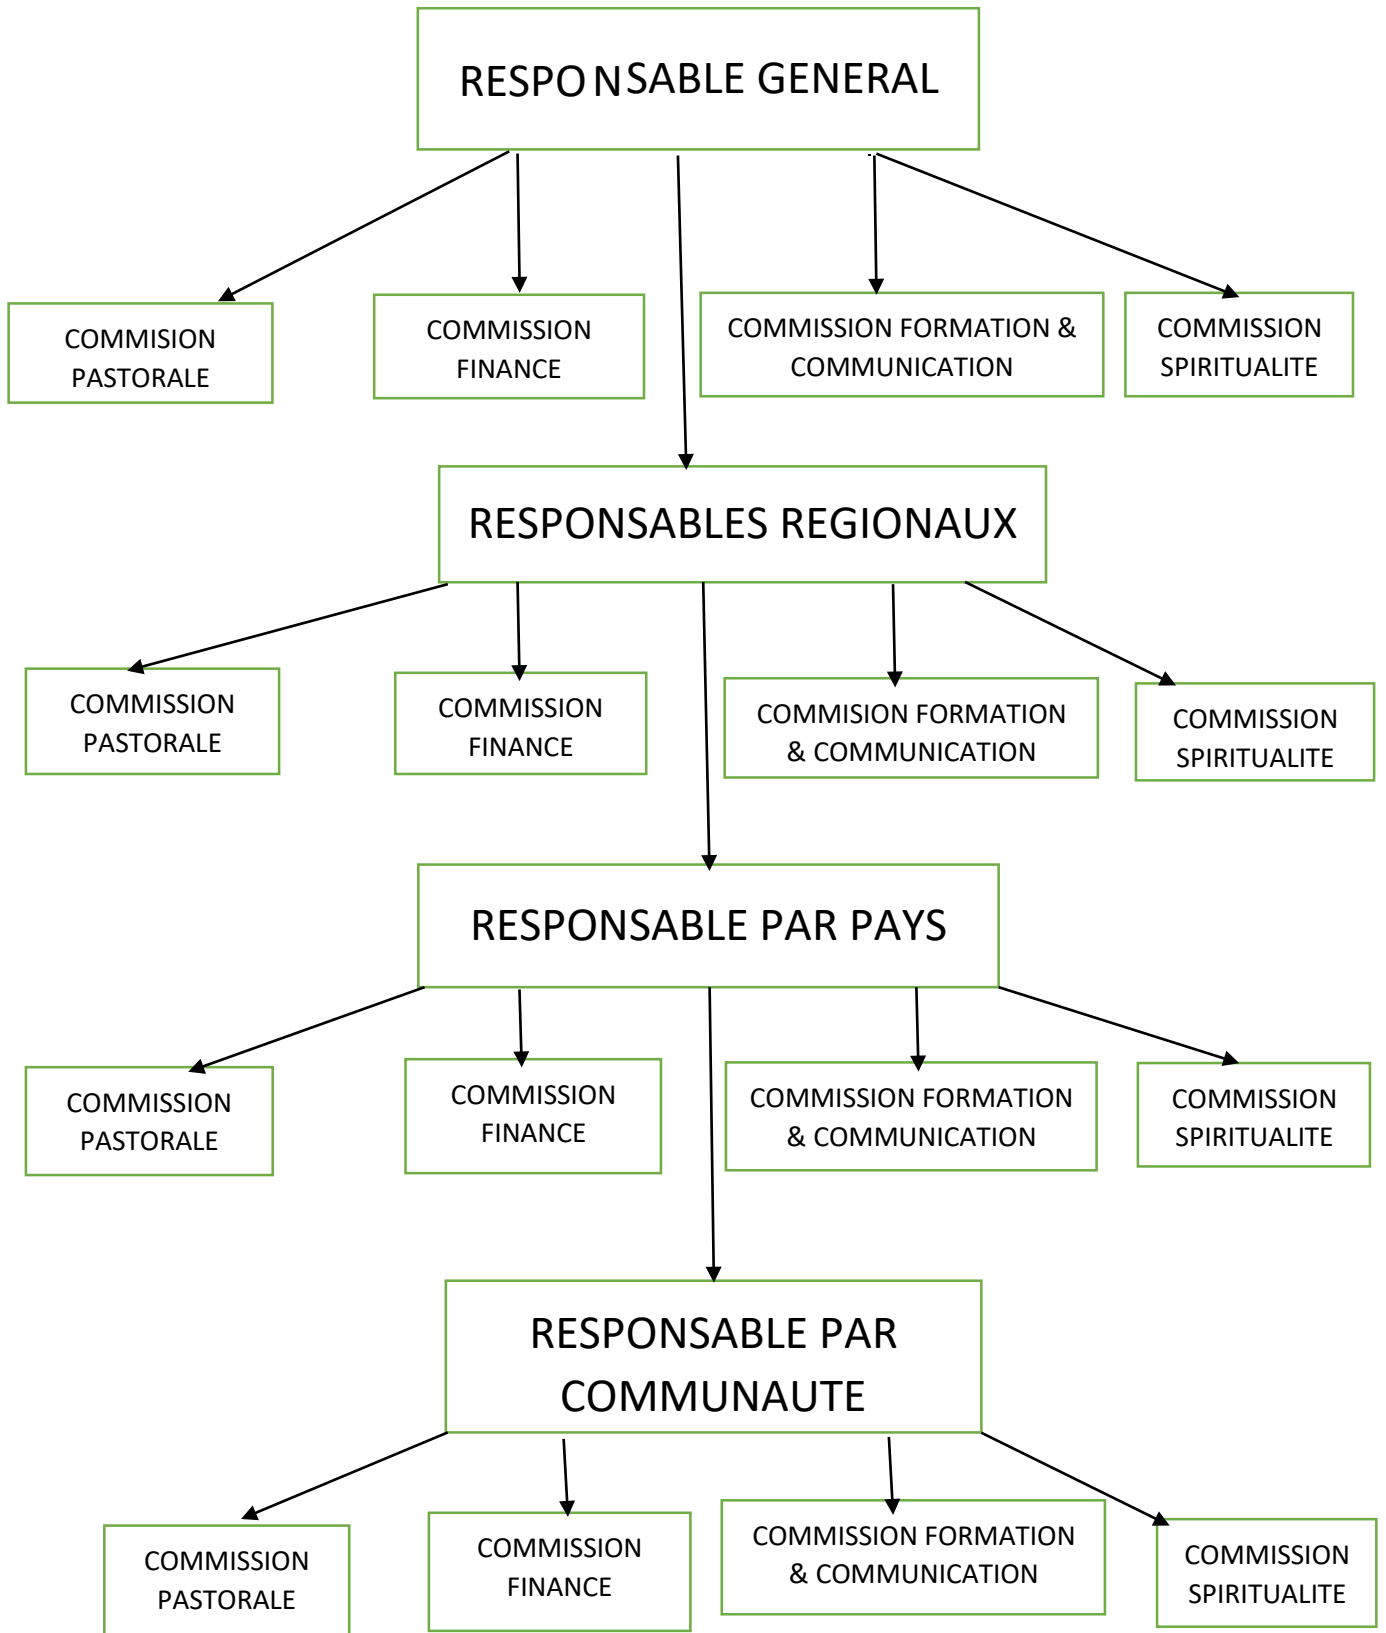 RESPONSABLE GENERAL
COMMISION
PASTORALE
COMMISSION
FINANCE
COMMISSION FORMATION &
COMMUNICATION
COMMISSION
SPIRITUALITE
RESPONSABLES REGIONAUX
COMMISSION
PASTORALE
COMMISSION
FINANCE
COMMISION FORMATION
& COMMUNICATION
COMMISSION
SPIRITUALITE
RESPONSABLE PAR PAYS
COMMISSION
PASTORALE
COMMISSION
FINANCE
COMMISSION FORMATION
& COMMUNICATION
COMMISSION
SPIRITUALITE
RESPONSABLE PAR
COMMUNAUTE
COMMISSION
PASTORALE
COMMISSION
FINANCE
COMMISSION FORMATION
& COMMUNICATION
COMMISSION
SPIRITUALITE